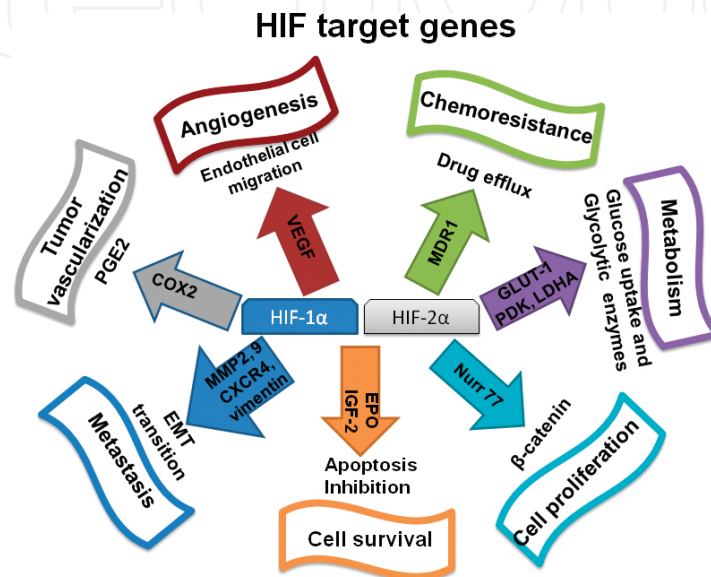 HIF target genes
Angiogenesis
Endothelial cell
migration
VEGF
Chemoresistance
Drug efflux
MDR1
Tumor
vascularization
PGE2
COX2
Metabolism
Glucose uptake and
Glycolytic enzymes
GLUT-1
PDK, LDHA
HIF-1α
HIF-2α
MMP2, 9
CXCR4,
vimentin
EMT
transition
Metastasis
EPO
IGF-2
Apoptosis
Inhibition
Cell survival
Nurr 77
β-catenin
Cell proliferation